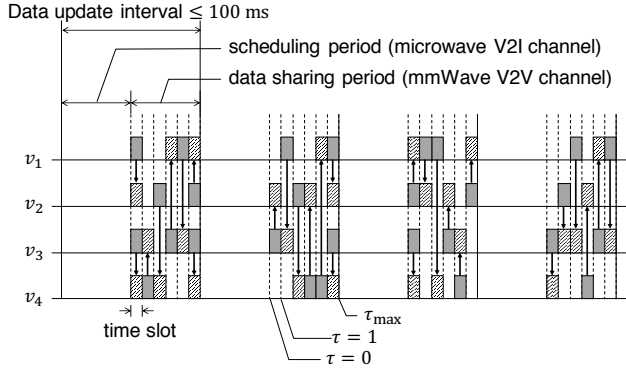 Data update interval ≤ 100 ms
scheduling period (microwave V2I channel)
data sharing period (mmWave V2V channel)
v₁
v₂
v₃
v₄
time slot
τₘₐₓ
τ = 1
τ = 0